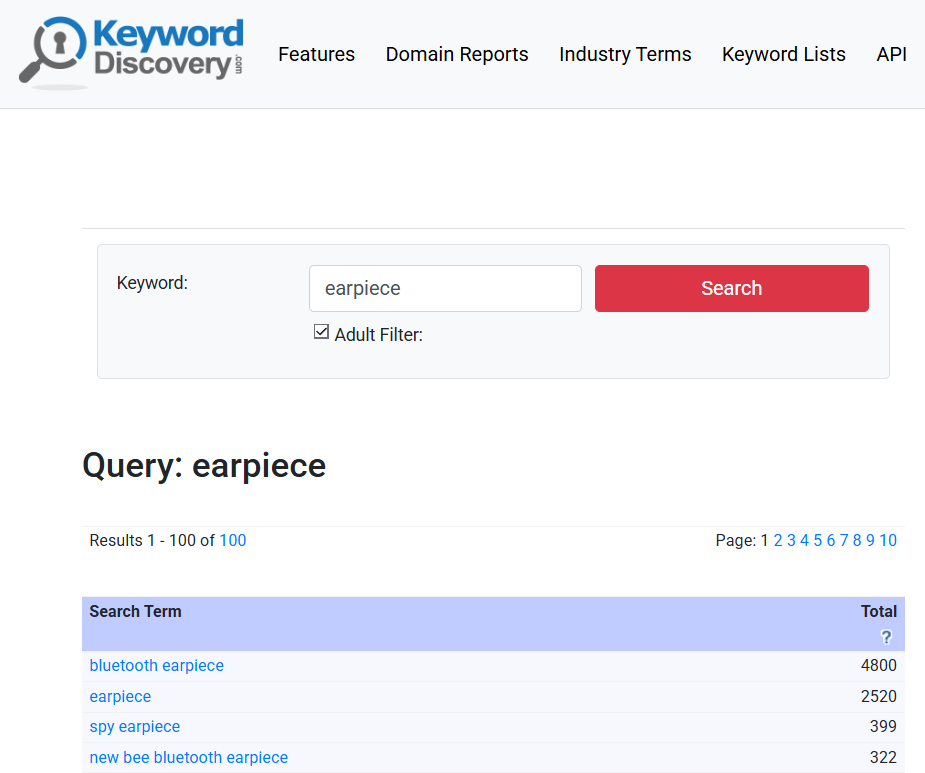 Keyword
Discovery.com
Features Domain Reports Industry Terms Keyword Lists API
Keyword: earpiece Search
Adult Filter:
Query: earpiece
Results 1 - 100 of 100 Page: 1 2 3 4 5 6 7 8 9 10
Search Term Total
?
bluetooth earpiece 4800
earpiece 2520
spy earpiece 399
new bee bluetooth earpiece 322